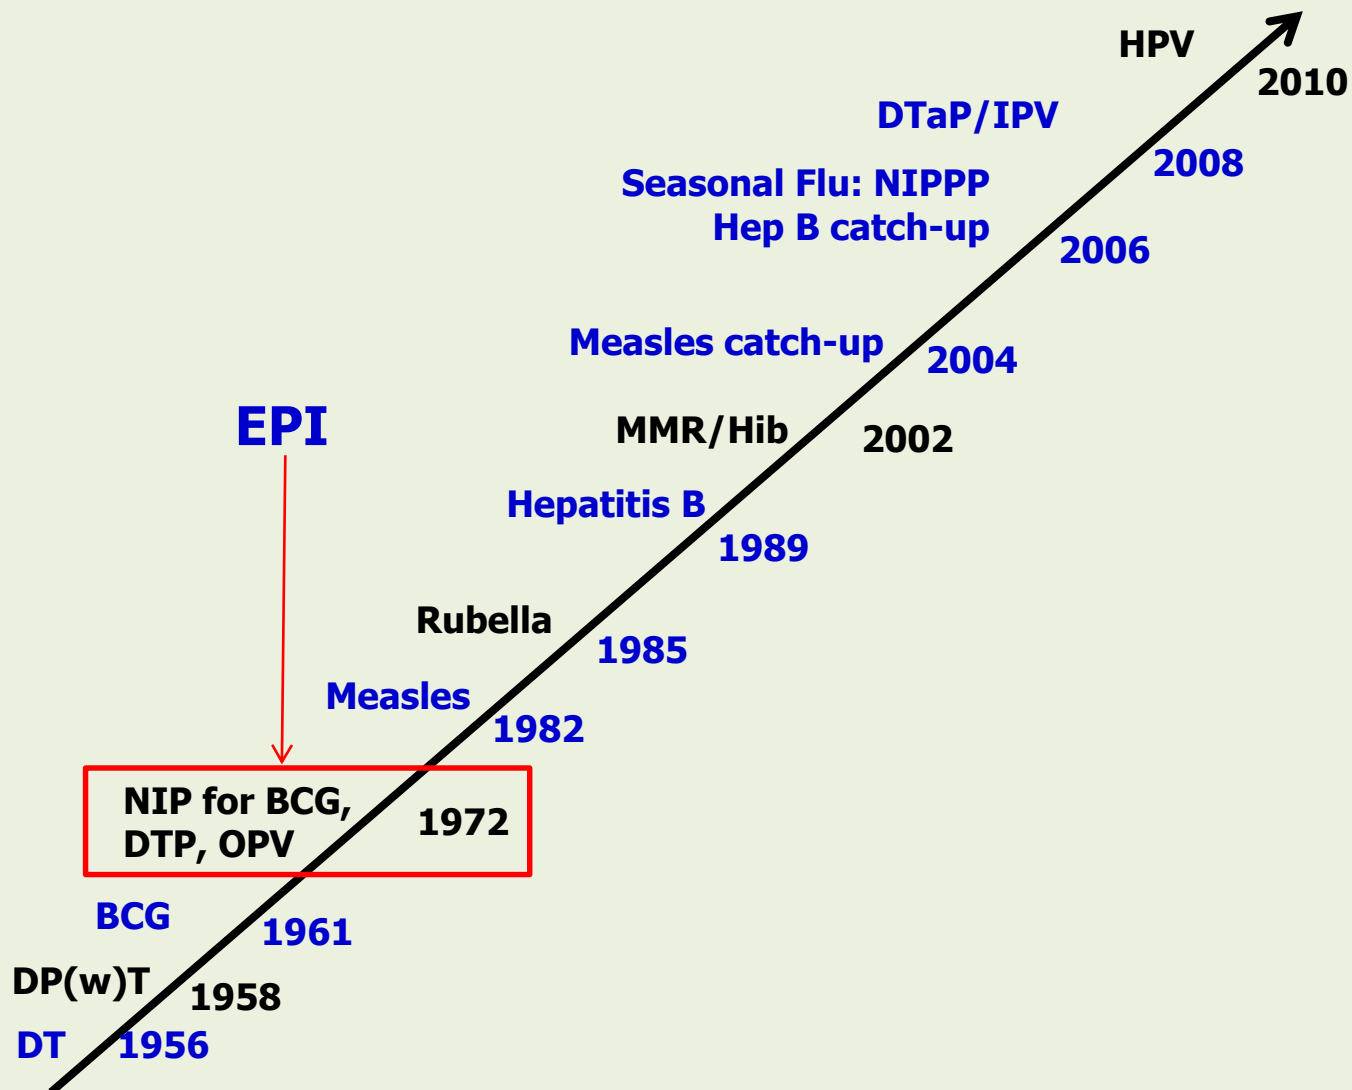 HPV
2010
DTaP/IPV
2008
Seasonal Flu: NIPPP
Hep B catch-up
2006
Measles catch-up
2004
EPI
MMR/Hib
2002
Hepatitis B
1989
Rubella
1985
Measles
1982
NIP for BCG,
DTP, OPV
1972
BCG
1961
DP(w)T
1958
DT
1956